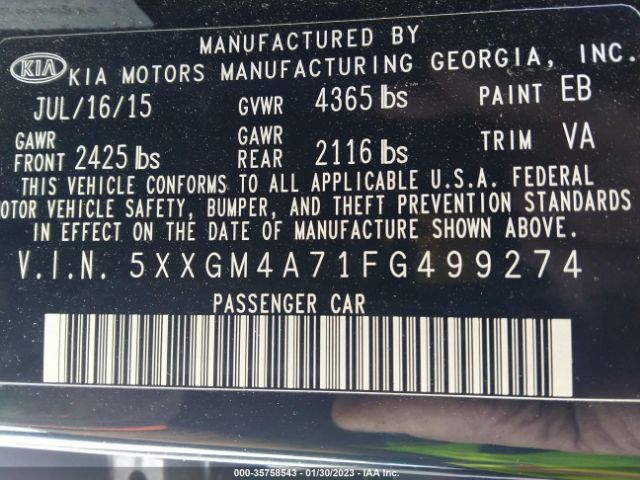 MANUFACTURED BY
KIA KIA MOTORS MANUFACTURING GEORGIA, INC.
JUL/16/15 GVWR 4365 lbs PAINT EB
GAWR FRONT 2425 lbs GAWR REAR 2116 lbs TRIM VA
THIS VEHICLE CONFORMS TO ALL APPLICABLE U.S.A. FEDERAL
MOTOR VEHICLE SAFETY, BUMPER, AND THEFT PREVENTION STANDARDS
IN EFFECT ON THE DATE OF MANUFACTURE SHOWN ABOVE.
V.I.N. 5XXGM4A71FG499274
PASSENGER CAR
000-35758543 - 01/30/2023 - IAA Inc.